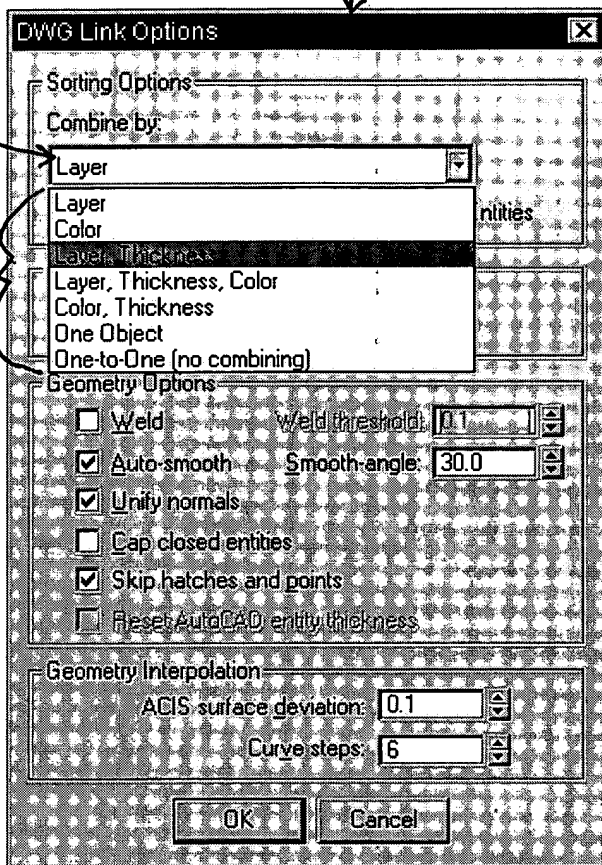 DWG Link Options
Sorting Options
Combine by:
Layer
Layer
Color
Layer, Thickness
Layer, Thickness, Color
Color, Thickness
One Object
One-to-One (no combining)
ntities
Geometry Options
Weld Weld threshold: 0.1
Auto-smooth Smooth-angle: 30.0
Unify normals
Cap closed entities
Skip hatches and points
Reset AutoCAD entity thickness
Geometry Interpolation
ACIS surface deviation: 0.1
Curve steps: 6
OK Cancel